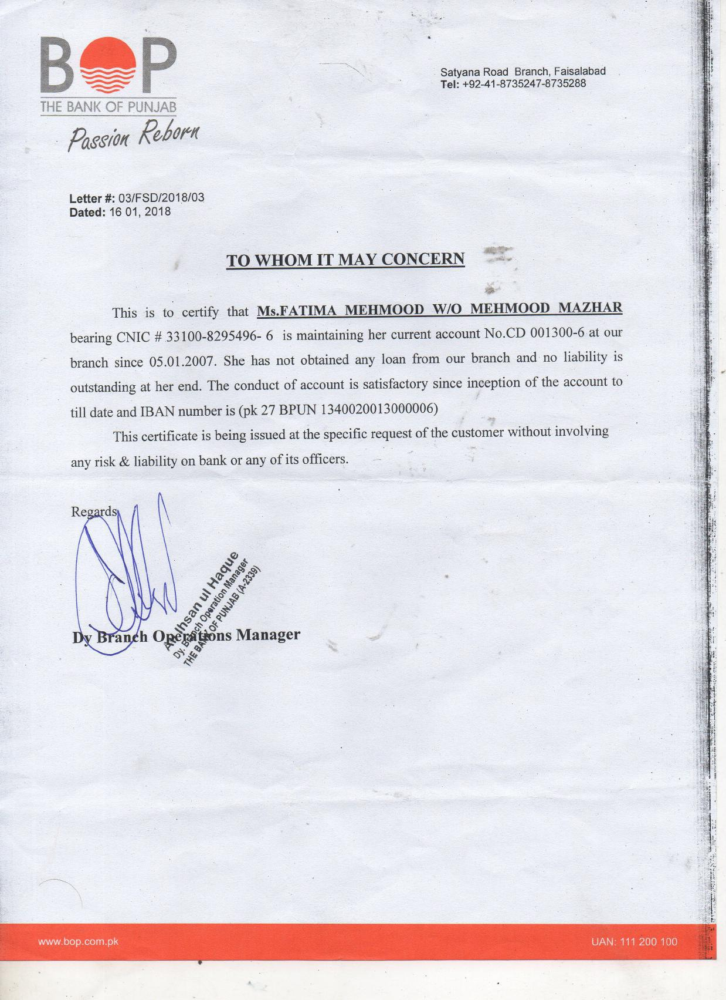 BOP
THE BANK OF PUNJAB
Passion Reborn
Satyana Road Branch, Faisalabad
Tel: +92-41-8735247-8735288
Letter #: 03/FSD/2018/03
Dated: 16 01, 2018
TO WHOM IT MAY CONCERN
This is to certify that Ms.FATIMA MEHMOOD W/O MEHMOOD MAZHAR
bearing CNIC # 33100-8295496- 6 is maintaining her current account No.CD 001300-6 at our
branch since 05.01.2007. She has not obtained any loan from our branch and no liability is
outstanding at her end. The conduct of account is satisfactory since inception of the account to
till date and IBAN number is (pk 27 BPUN 1340020013000006)
This certificate is being issued at the specific request of the customer without involving
any risk & liability on bank or any of its officers.
Regards
Ihsan ul Haque
Dy. Branch Operation Manager
THE BANK OF PUNJAB (A-2339)
Dy Branch Operations Manager
www.bop.com.pk
UAN: 111 200 100